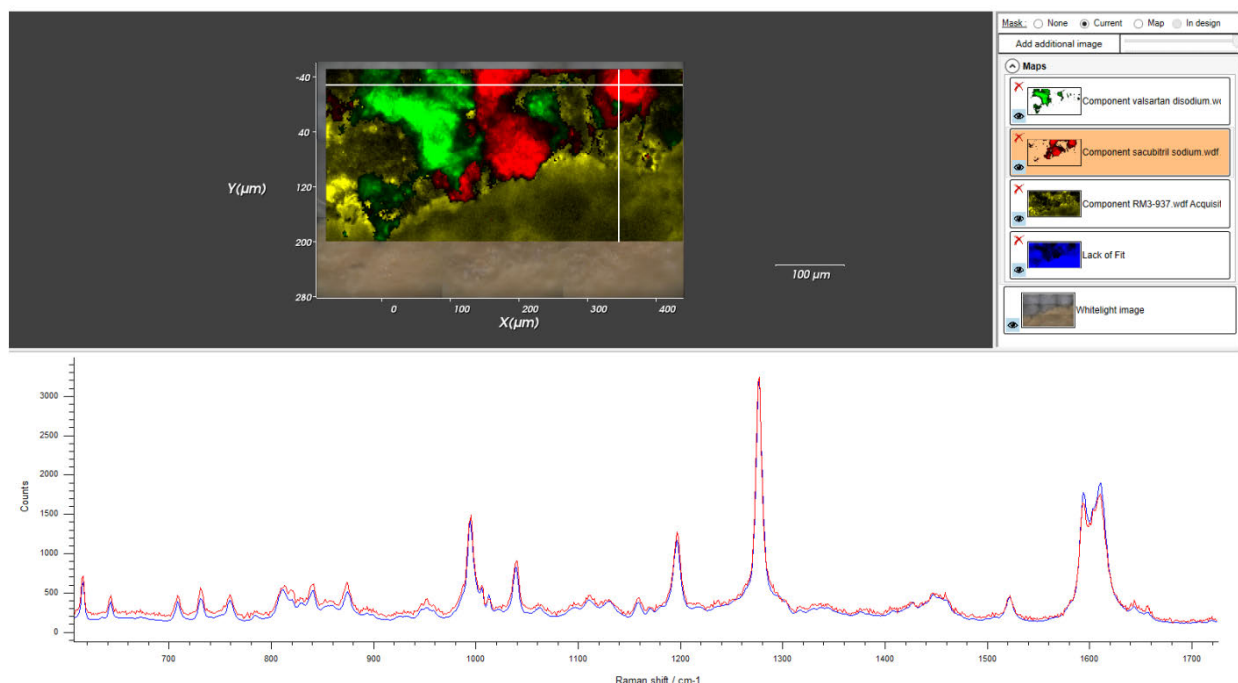 Mask : None Current Map In design
Add additional image
Maps
Component valsartan disodium.w
Component sacubitril sodium.wdf
Component RM3-937.wdf Acquisit
Lack of Fit
Whitelight image
-40
40
120
200
280
Y(µm)
0 100 200 300 400
X(µm)
100 µm
3000
2500
2000
1500
1000
500
0
Counts
700 800 900 1000 1100 1200 1300 1400 1500 1600 1700
Raman shift / cm-1